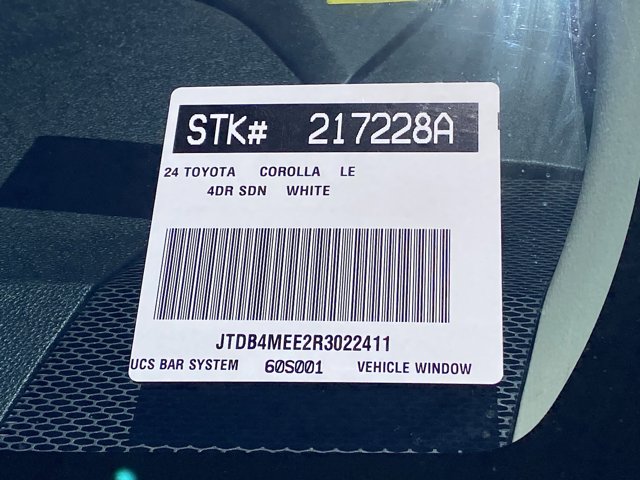 STK# 217228A
24 TOYOTA COROLLA LE
4DR SDN WHITE
JTDB4MEE2R3022411
UCS BAR SYSTEM 60S001 VEHICLE WINDOW